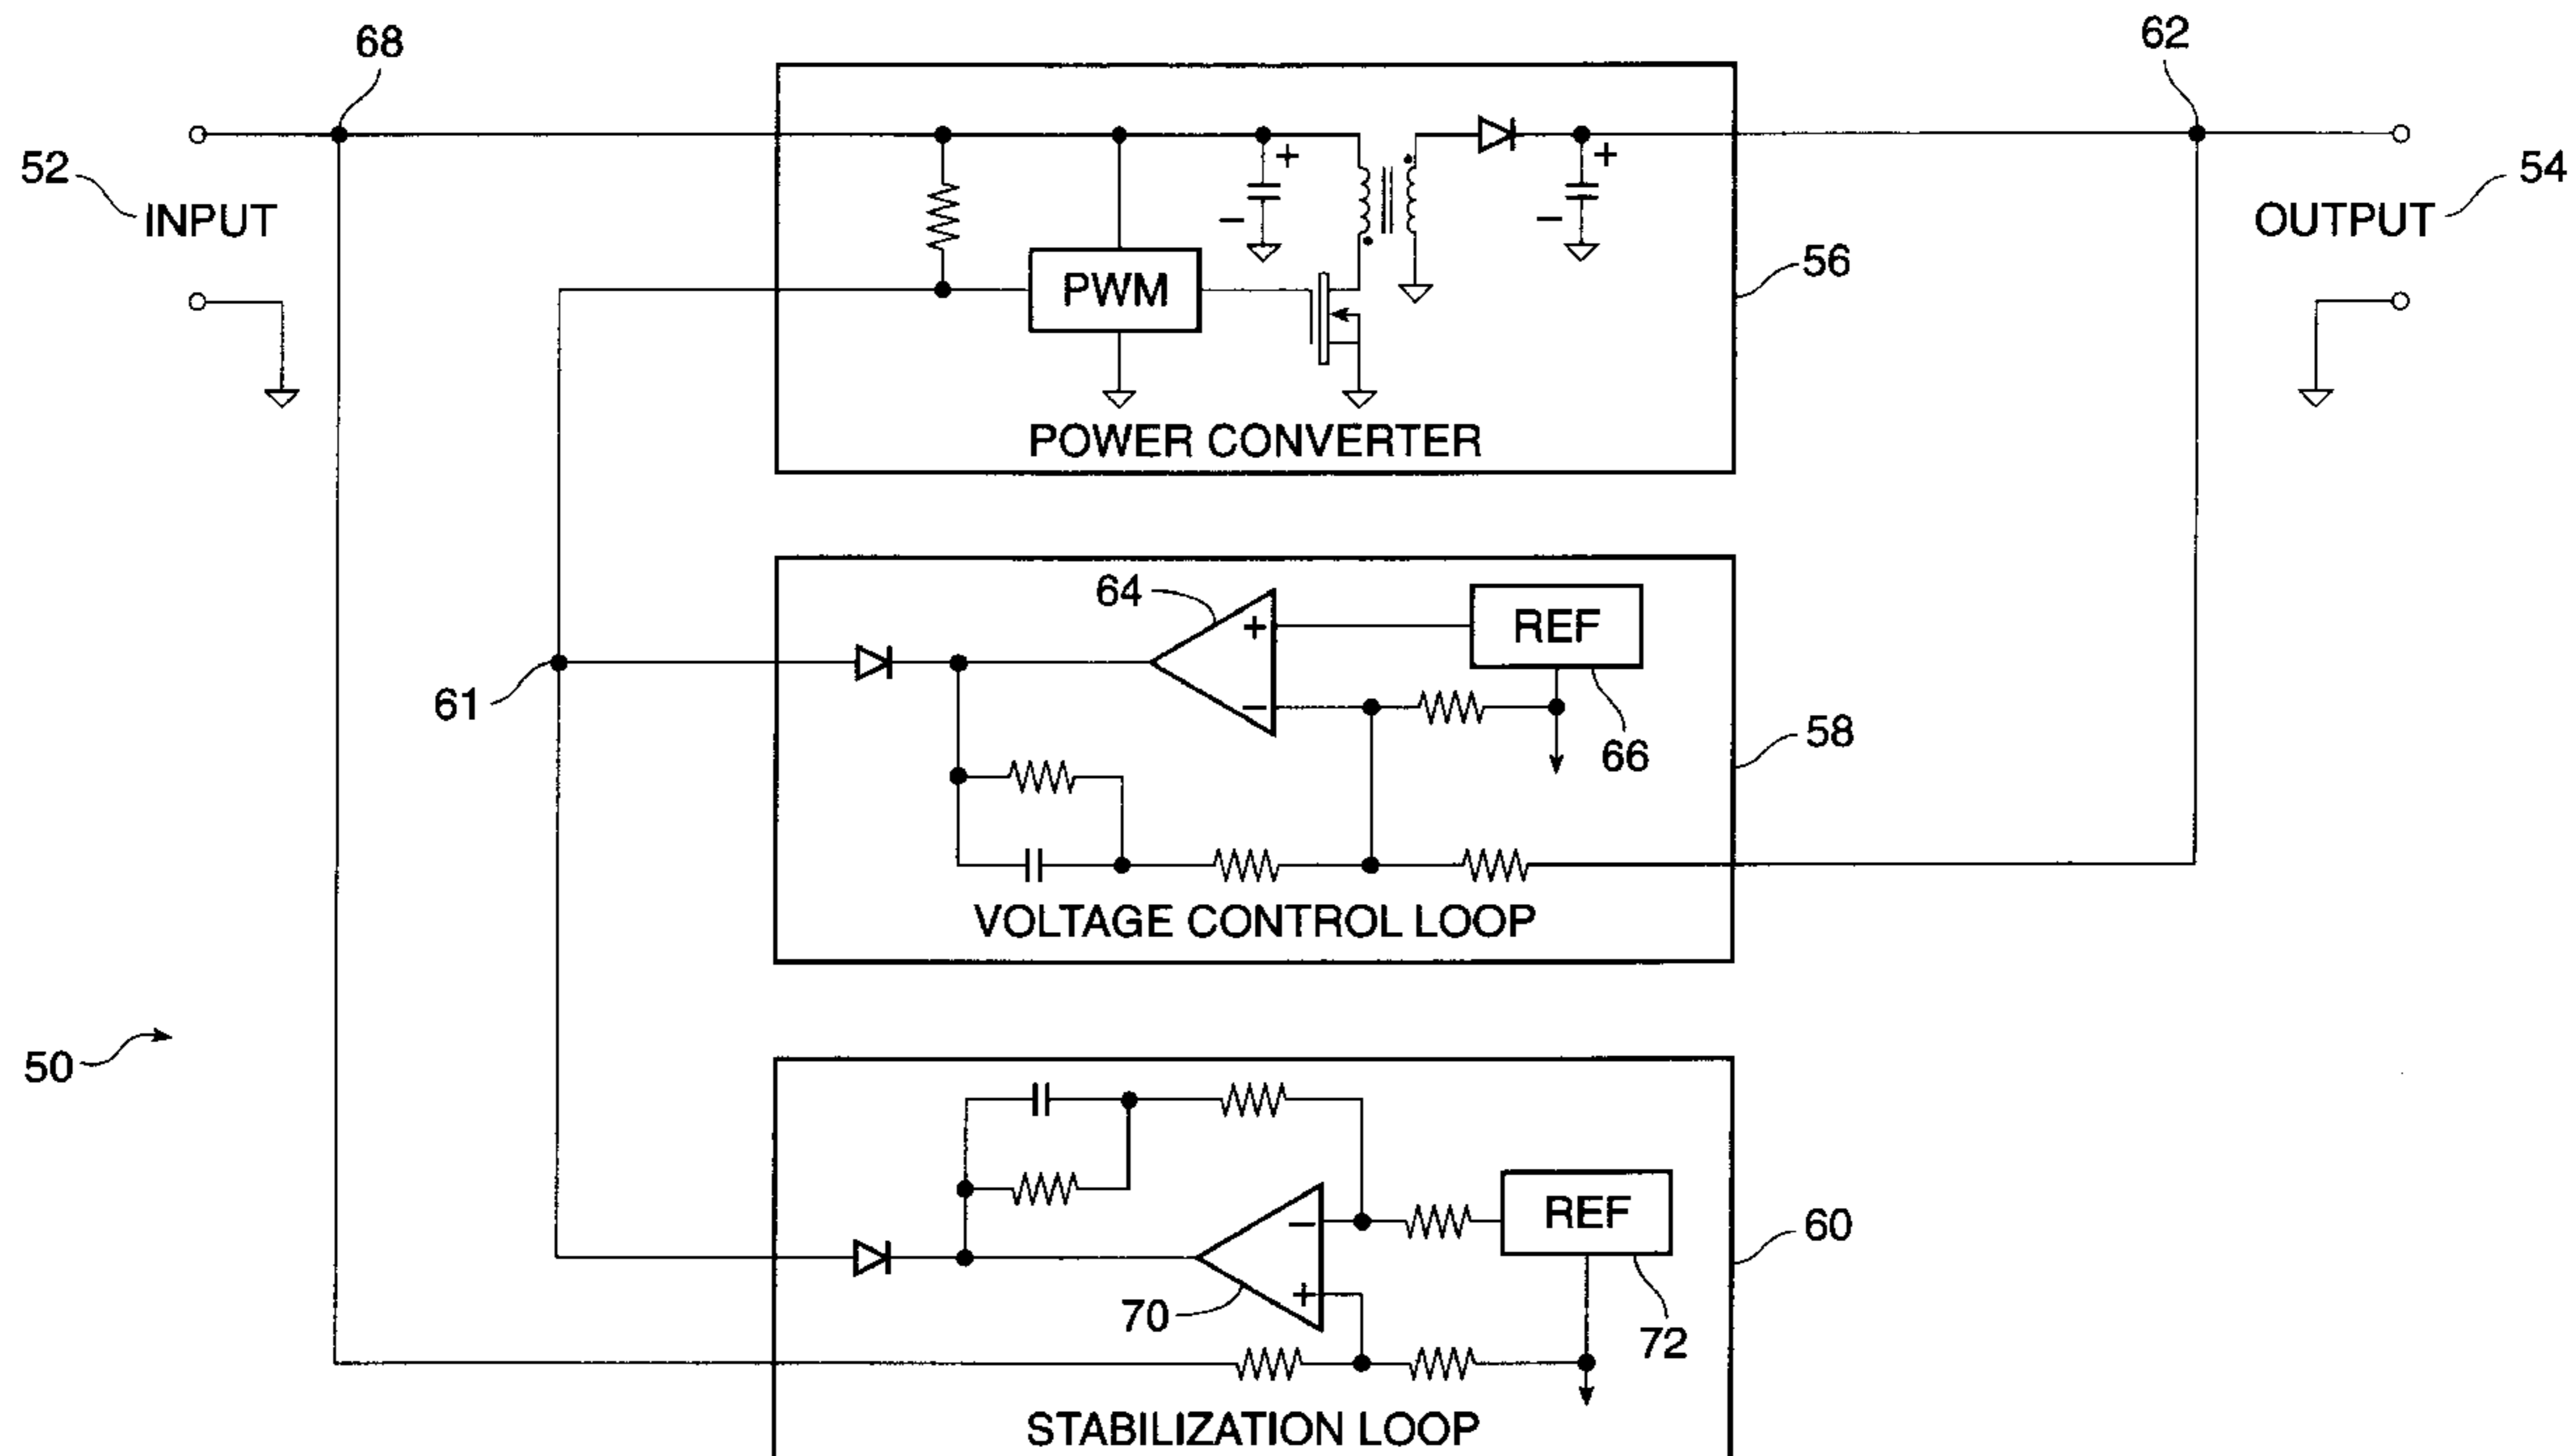 68
62
52
INPUT
+
−
+
−
54
OUTPUT
PWM
56
POWER CONVERTER
64
+
REF
−
61
66
58
VOLTAGE CONTROL LOOP
50
−
REF
60
+
70
72
STABILIZATION LOOP